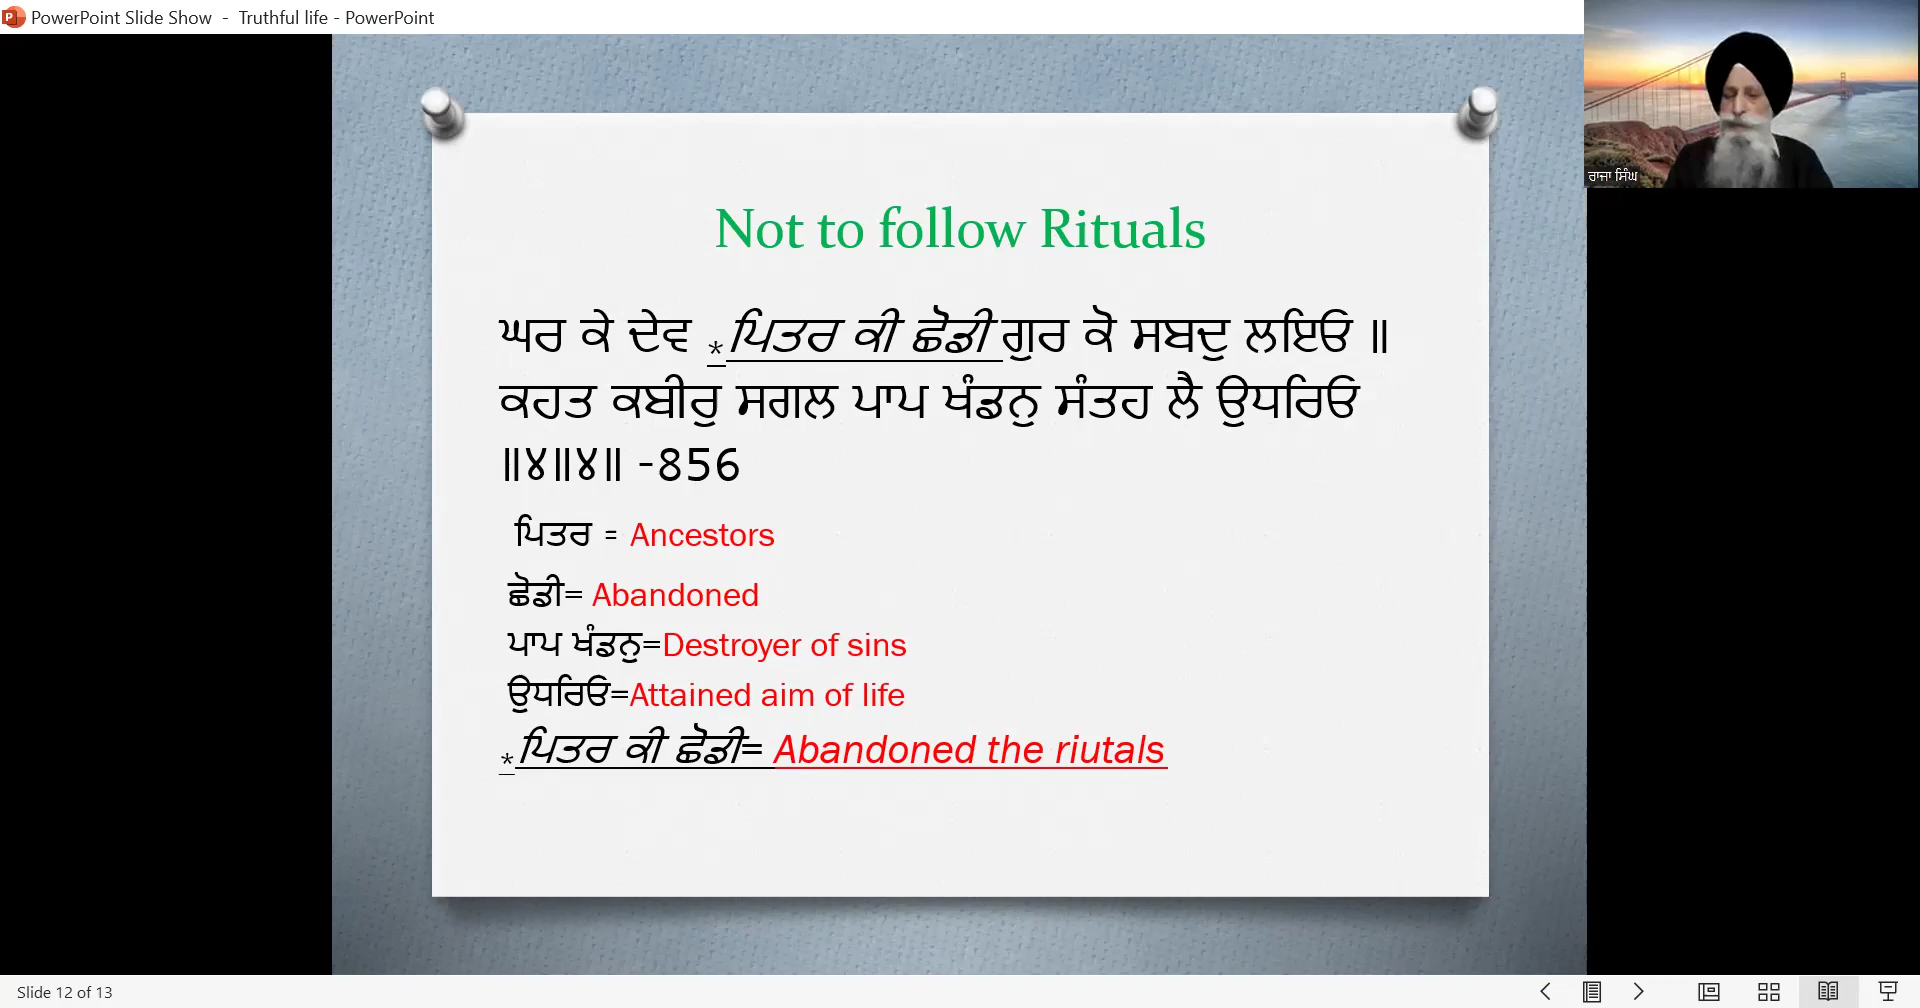 PowerPoint Slide Show - Truthful life - PowerPoint
ਰਾਜਾ ਸਿੰਘ
Not to follow Rituals
ਘਰ ਕੇ ਦੇਵ *ਪਿਤਰ ਕੀ ਛੋਡੀ ਗੁਰ ਕੋ ਸਬਦੁ ਲਇਓ ॥
ਕਹਤ ਕਬੀਰੁ ਸਗਲ ਪਾਪ ਖੰਡਨੁ ਸੰਤਹ ਲੈ ਉਧਰਿਓ
॥੪॥੪॥ -856
ਪਿਤਰ = Ancestors
ਛੋਡੀ= Abandoned
ਪਾਪ ਖੰਡਨੁ=Destroyer of sins
ਉਧਰਿਓ=Attained aim of life
*ਪਿਤਰ ਕੀ ਛੋਡੀ= Abandoned the riutals
Slide 12 of 13